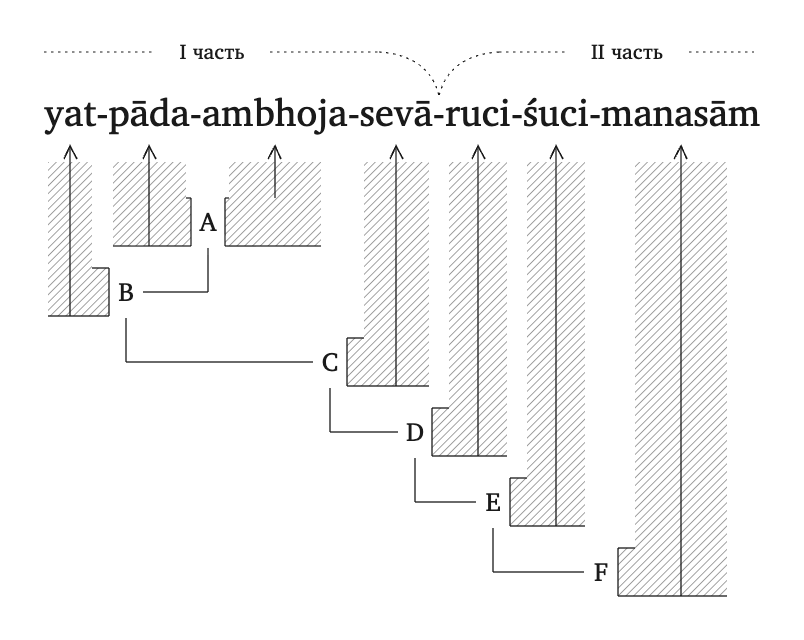 I часть II часть
yat-pāda-ambhoja-sevā-ruci-śuci-manasām
A
B
C
D
E
F